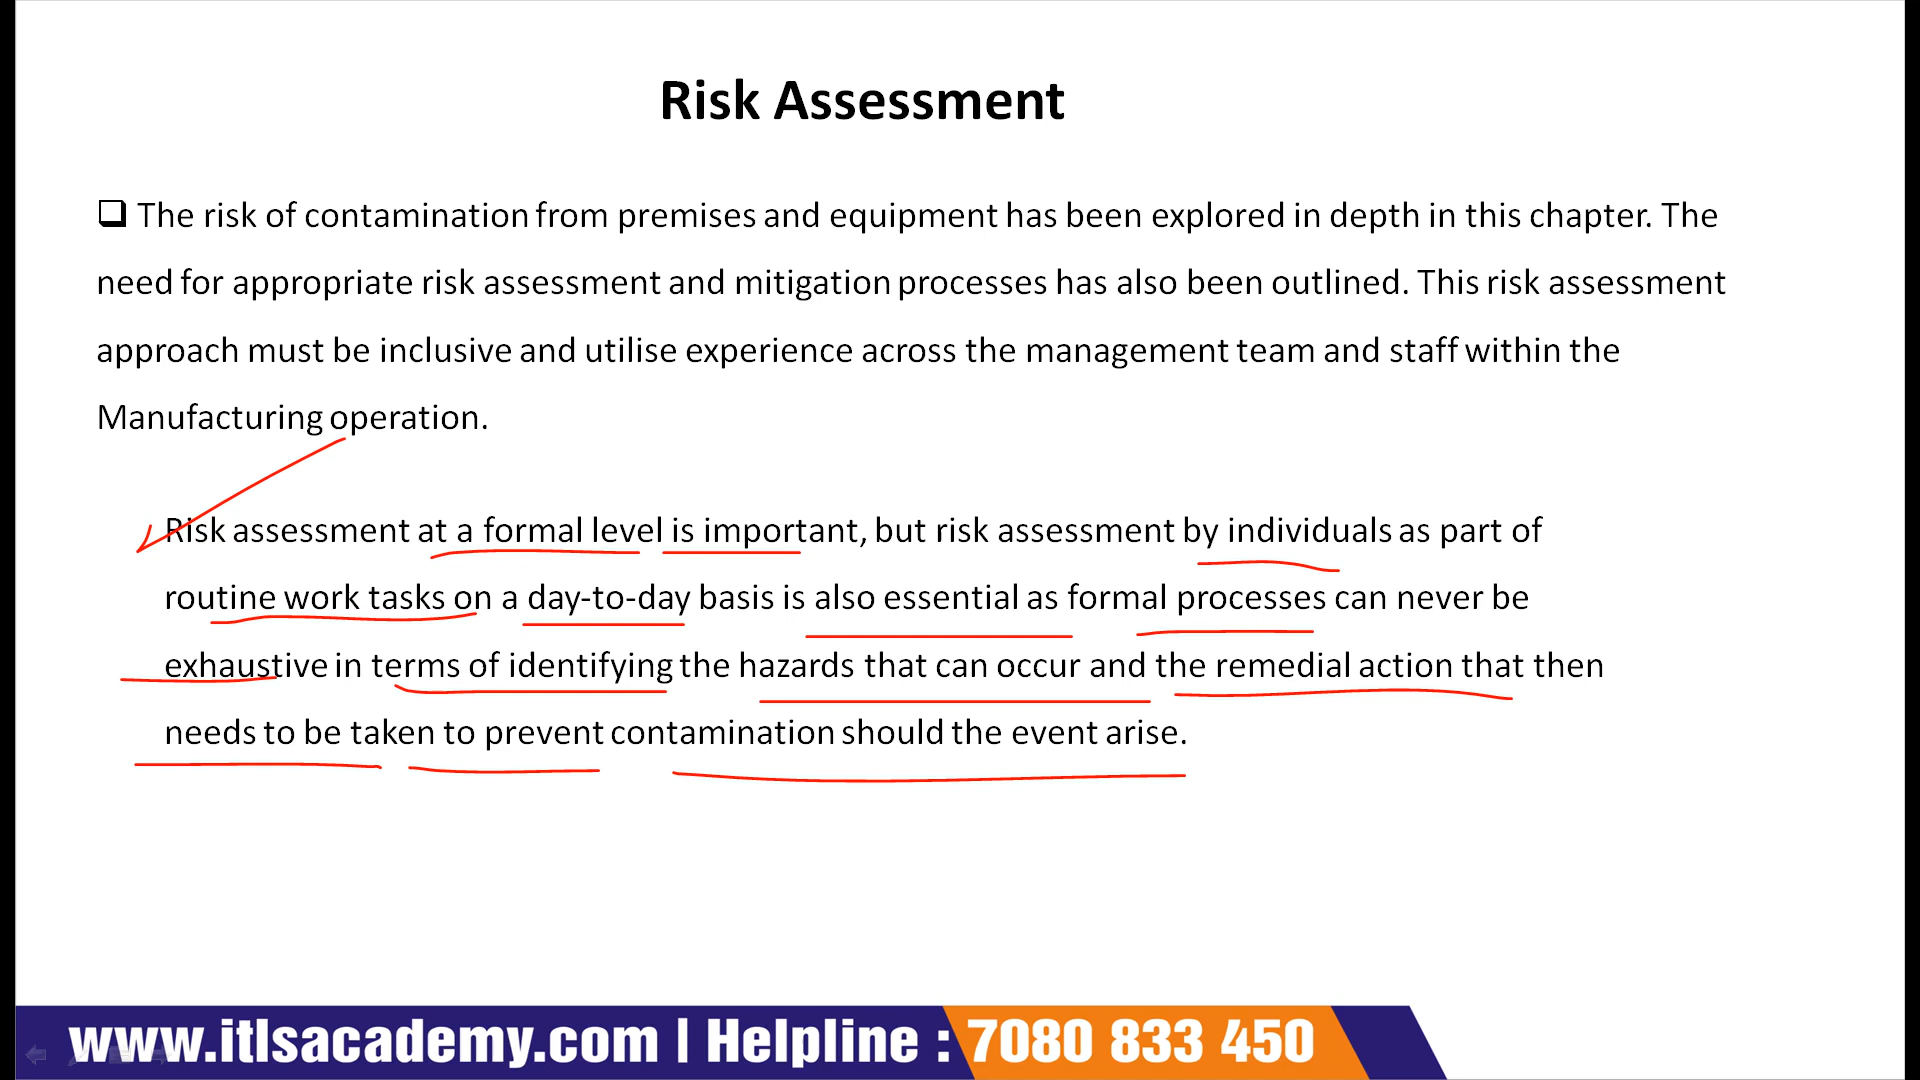 Risk Assessment
The risk of contamination from premises and equipment has been explored in depth in this chapter. The
need for appropriate risk assessment and mitigation processes has also been outlined. This risk assessment
approach must be inclusive and utilise experience across the management team and staff within the
Manufacturing operation.
Risk assessment at a formal level is important, but risk assessment by individuals as part of
routine work tasks on a day-to-day basis is also essential as formal processes can never be
exhaustive in terms of identifying the hazards that can occur and the remedial action that then
needs to be taken to prevent contamination should the event arise.
www.itlsacademy.com | Helpline : 7080 833 450